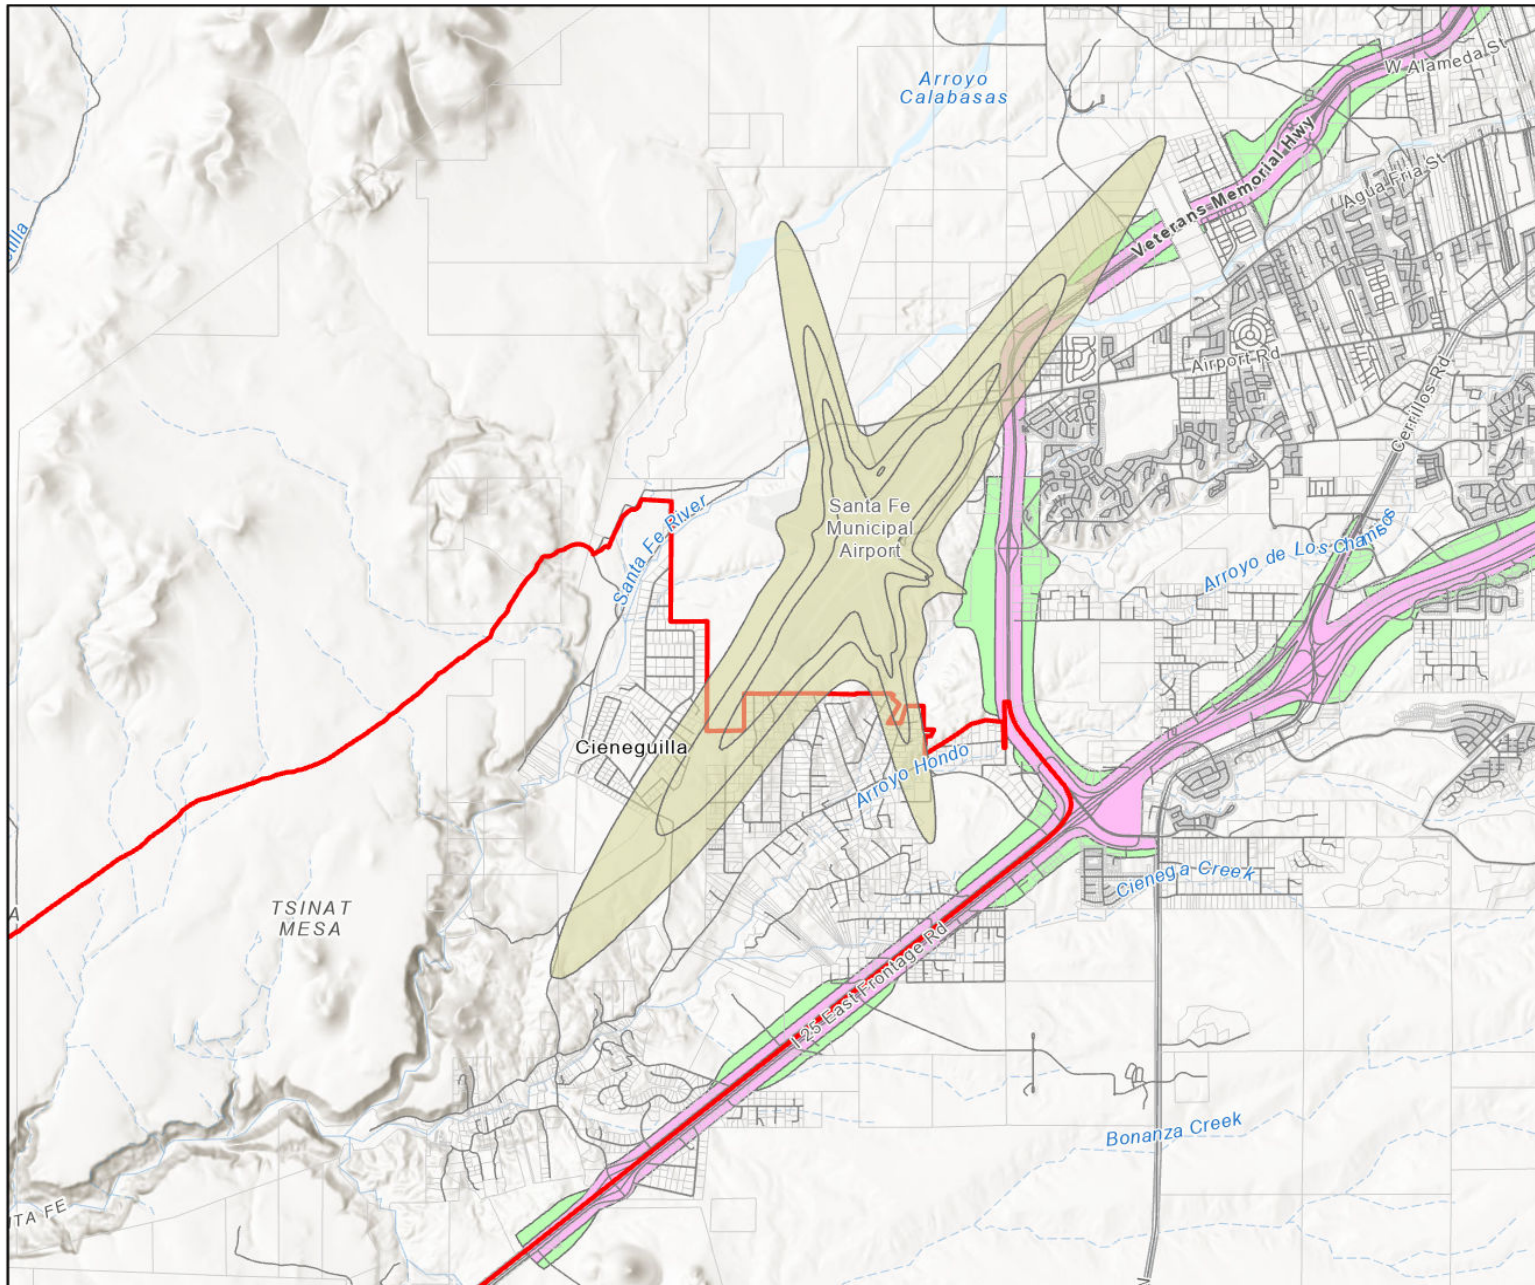 W Alameda St
Arroyo
Calabasas
Veterans Memorial Hwy
Agua Fria St
Airport Rd
Cerrillos Rd
Santa Fe
Municipal
Airport
Santa Fe River
Arroyo de Los Chamisos
Cieneguilla
Arroyo Hondo
Cienega Creek
TSINAT
MESA
I 25 East Frontage Rd
Bonanza Creek